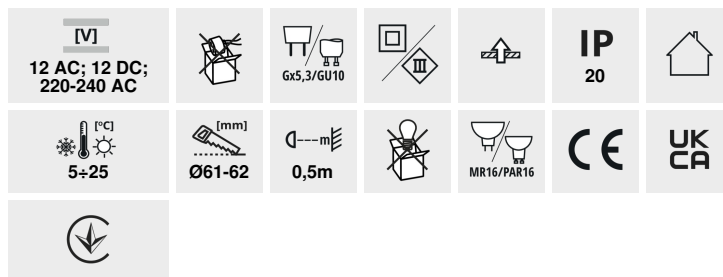 [V]
12 AC; 12 DC;
220-240 AC
Gx5,3/GU10
III
IP
20
[°C]
5÷25
[mm]
Ø61-62
m
0,5m
MR16/PAR16
CE
UK
CA